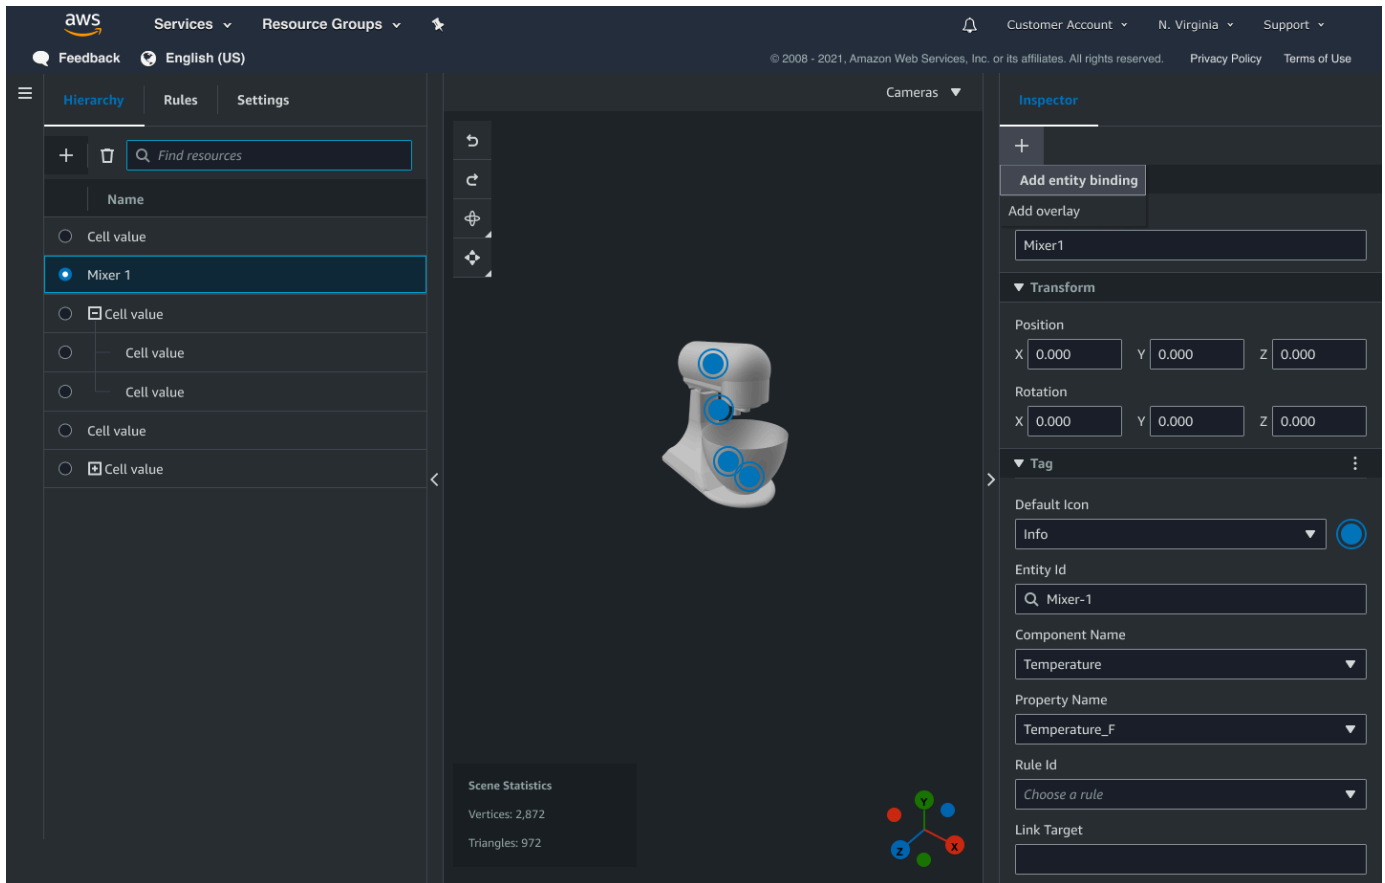 aws Services Resource Groups Customer Account N. Virginia Support
Feedback English (US) © 2008 - 2021, Amazon Web Services, Inc. or its affiliates. All rights reserved. Privacy Policy Terms of Use
Hierarchy Rules Settings
Find resources
Name
Cell value
Mixer 1
Cell value
Cell value
Cell value
Cell value
Cell value
Cameras
Scene Statistics
Vertices: 2,872
Triangles: 972
Y
Z
X
Inspector
Add entity binding
Add overlay
Mixer1
Transform
Position
X 0.000 Y 0.000 Z 0.000
Rotation
X 0.000 Y 0.000 Z 0.000
Tag
Default Icon
Info
Entity Id
Mixer-1
Component Name
Temperature
Property Name
Temperature_F
Rule Id
Choose a rule
Link Target